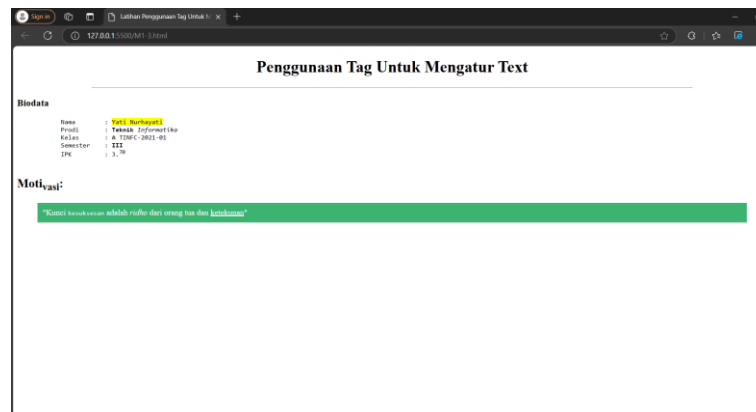 Sign in
Latihan Penggunaan Tag Untuk M
127.0.0.1:5500/M1-3.html
Penggunaan Tag Untuk Mengatur Text
Biodata
Nama : Yati Nurhayati
Prodi : Teknik Informatika
Kelas : A TINFC-2021-01
Semester : III
IPK : 3.70
Motivasi:
"Kunci kesuksesan adalah ridho dari orang tua dan ketekunan"